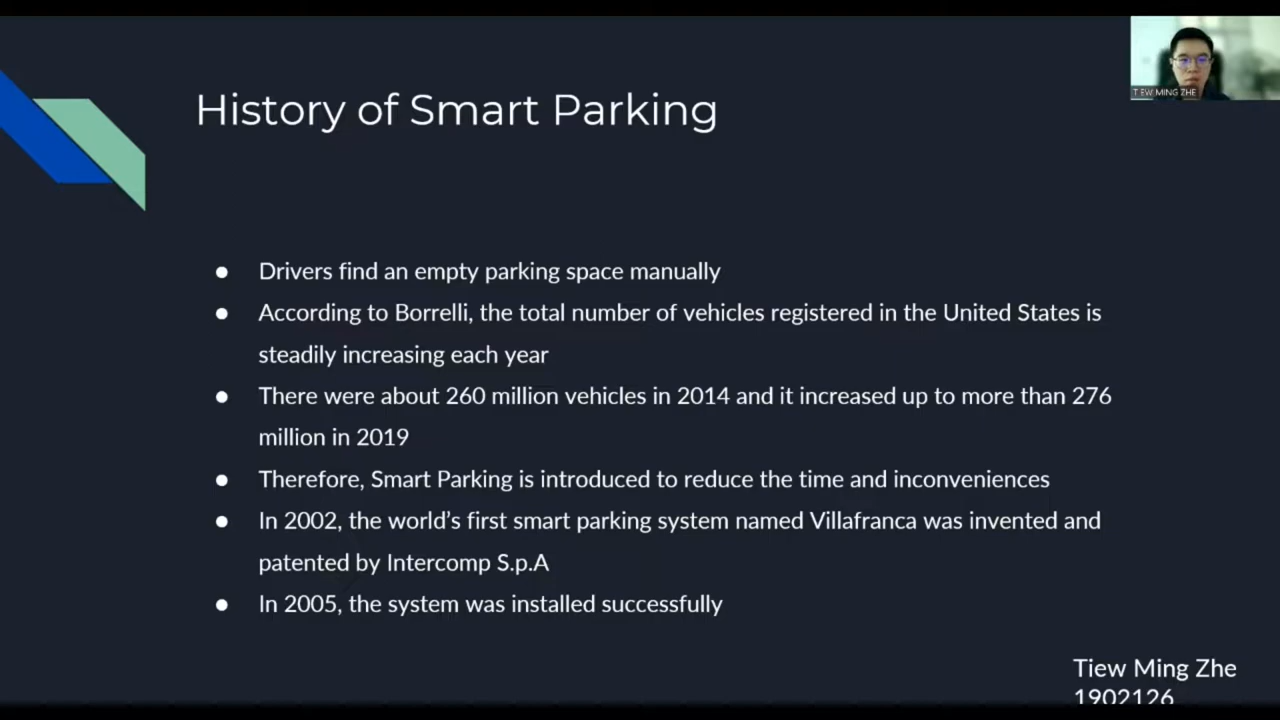 History of Smart Parking
T EW MING ZHE
● Drivers find an empty parking space manually
● According to Borrelli, the total number of vehicles registered in the United States is
steadily increasing each year
● There were about 260 million vehicles in 2014 and it increased up to more than 276
million in 2019
● Therefore, Smart Parking is introduced to reduce the time and inconveniences
● In 2002, the world’s first smart parking system named Villafranca was invented and
patented by Intercomp S.p.A
● In 2005, the system was installed successfully
Tiew Ming Zhe
1902126